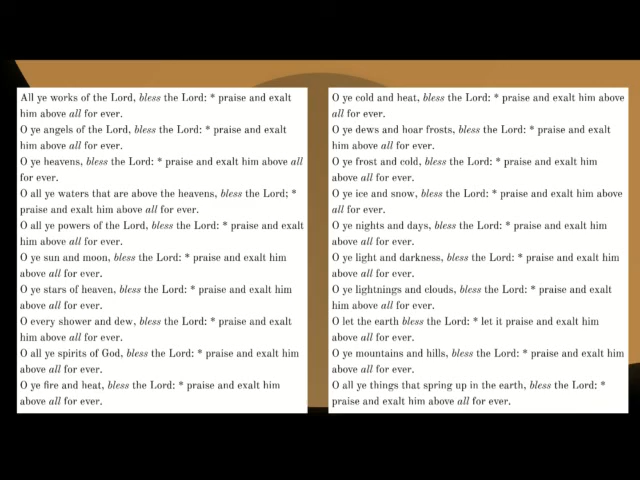 All ye works of the Lord, bless the Lord: * praise and exalt
him above all for ever.
O ye angels of the Lord, bless the Lord: * praise and exalt
him above all for ever.
O ye heavens, bless the Lord: * praise and exalt him above all
for ever.
O all ye waters that are above the heavens, bless the Lord; *
praise and exalt him above all for ever.
O all ye powers of the Lord, bless the Lord: * praise and exalt
him above all for ever.
O ye sun and moon, bless the Lord: * praise and exalt him
above all for ever.
O ye stars of heaven, bless the Lord: * praise and exalt him
above all for ever.
O every shower and dew, bless the Lord: * praise and exalt
him above all for ever.
O all ye spirits of God, bless the Lord: * praise and exalt him
above all for ever.
O ye fire and heat, bless the Lord: * praise and exalt him
above all for ever.
O ye cold and heat, bless the Lord: * praise and exalt him above
all for ever.
O ye dews and hoar frosts, bless the Lord: * praise and exalt
him above all for ever.
O ye frost and cold, bless the Lord: * praise and exalt him
above all for ever.
O ye ice and snow, bless the Lord: * praise and exalt him above
all for ever.
O ye nights and days, bless the Lord: * praise and exalt him
above all for ever.
O ye light and darkness, bless the Lord: * praise and exalt him
above all for ever.
O ye lightnings and clouds, bless the Lord: * praise and exalt
him above all for ever.
O let the earth bless the Lord: * let it praise and exalt him
above all for ever.
O ye mountains and hills, bless the Lord: * praise and exalt him
above all for ever.
O all ye things that spring up in the earth, bless the Lord: *
praise and exalt him above all for ever.